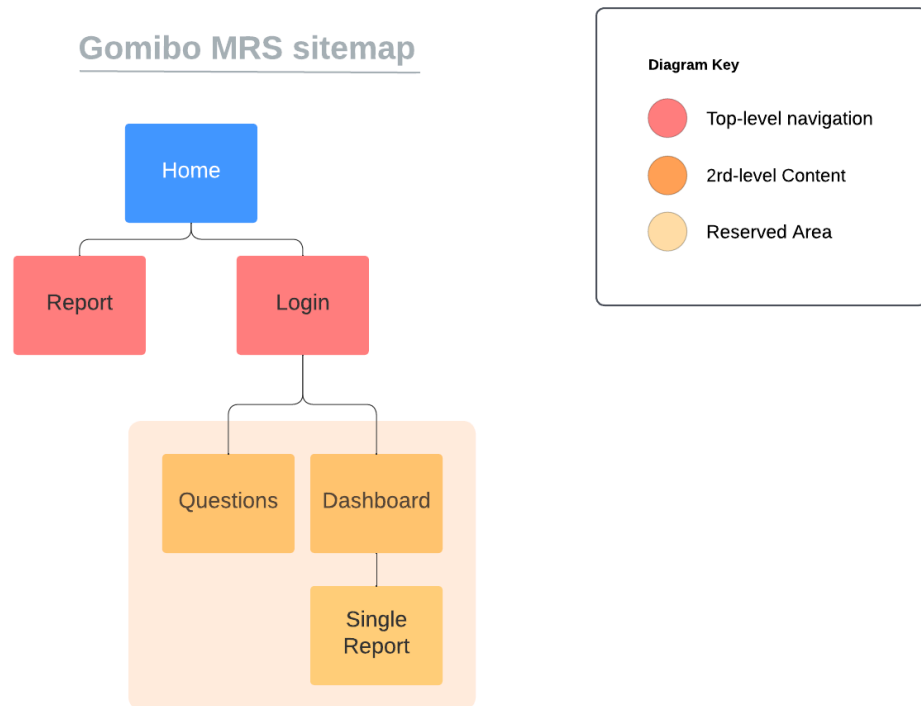 Gomibo MRS sitemap
Diagram Key
Top-level navigation
2rd-level Content
Reserved Area
Home
Report
Login
Questions
Dashboard
Single
Report